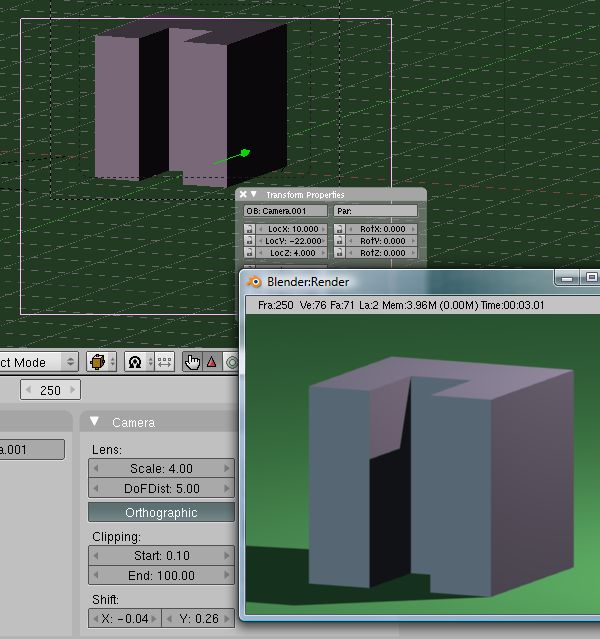 Transform Properties
OB: Camera.001 Par:
LocX: 10.000 RotX: 0.000
LocY: -22.000 RotY: 0.000
LocZ: 4.000 RotZ: 0.000
Blender:Render
Fra:250 Ve:76 Fa:71 La:2 Mem:3.96M (0.00M) Time:00:03.01
ct Mode
250
Camera
a.001
Lens:
Scale: 4.00
DoFDist: 5.00
Orthographic
Clipping:
Start: 0.10
End: 100.00
Shift:
X: -0.04 Y: 0.26